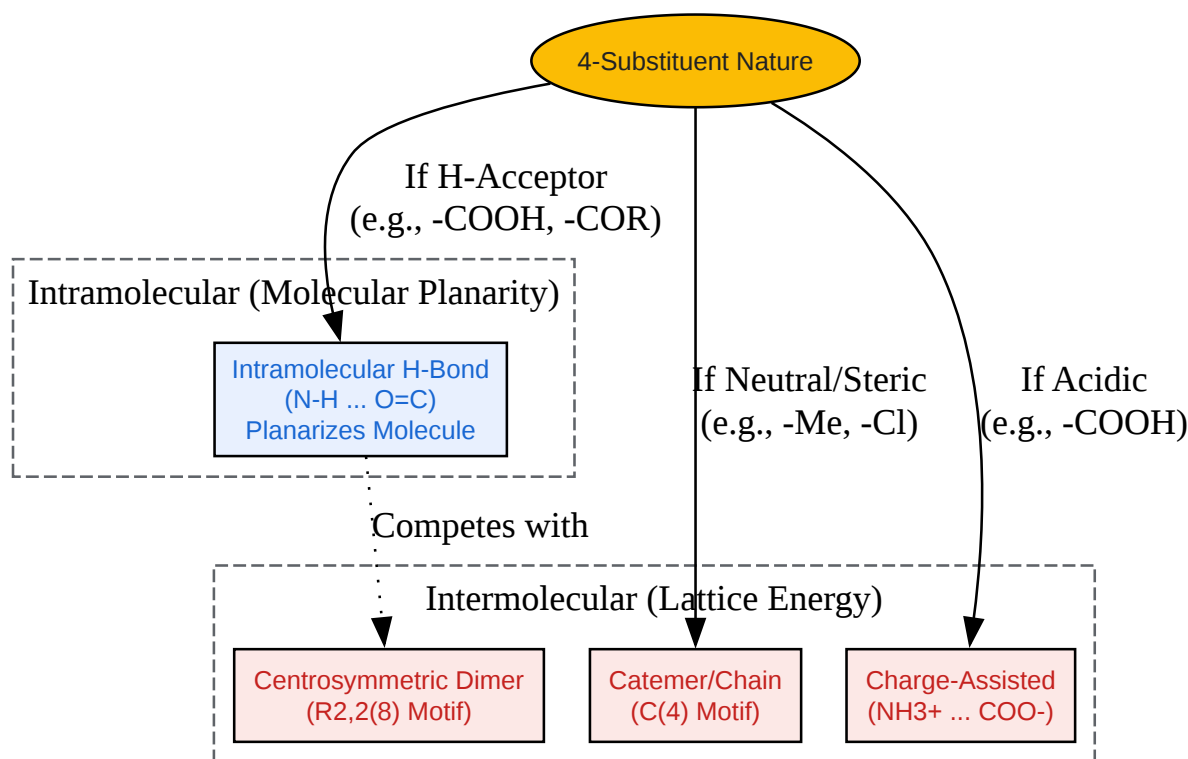 4-Substituent Nature
If H-Acceptor
(e.g., -COOH, -COR)
Intramolecular (Molecular Planarity)
Intramolecular H-Bond
(N-H ... O=C)
Planarizes Molecule
If Neutral/Steric
(e.g., -Me, -Cl)
If Acidic
(e.g., -COOH)
Competes with
Intermolecular (Lattice Energy)
Centrosymmetric Dimer
(R2,2(8) Motif)
Catemer/Chain
(C(4) Motif)
Charge-Assisted
(NH3+ ... COO-)